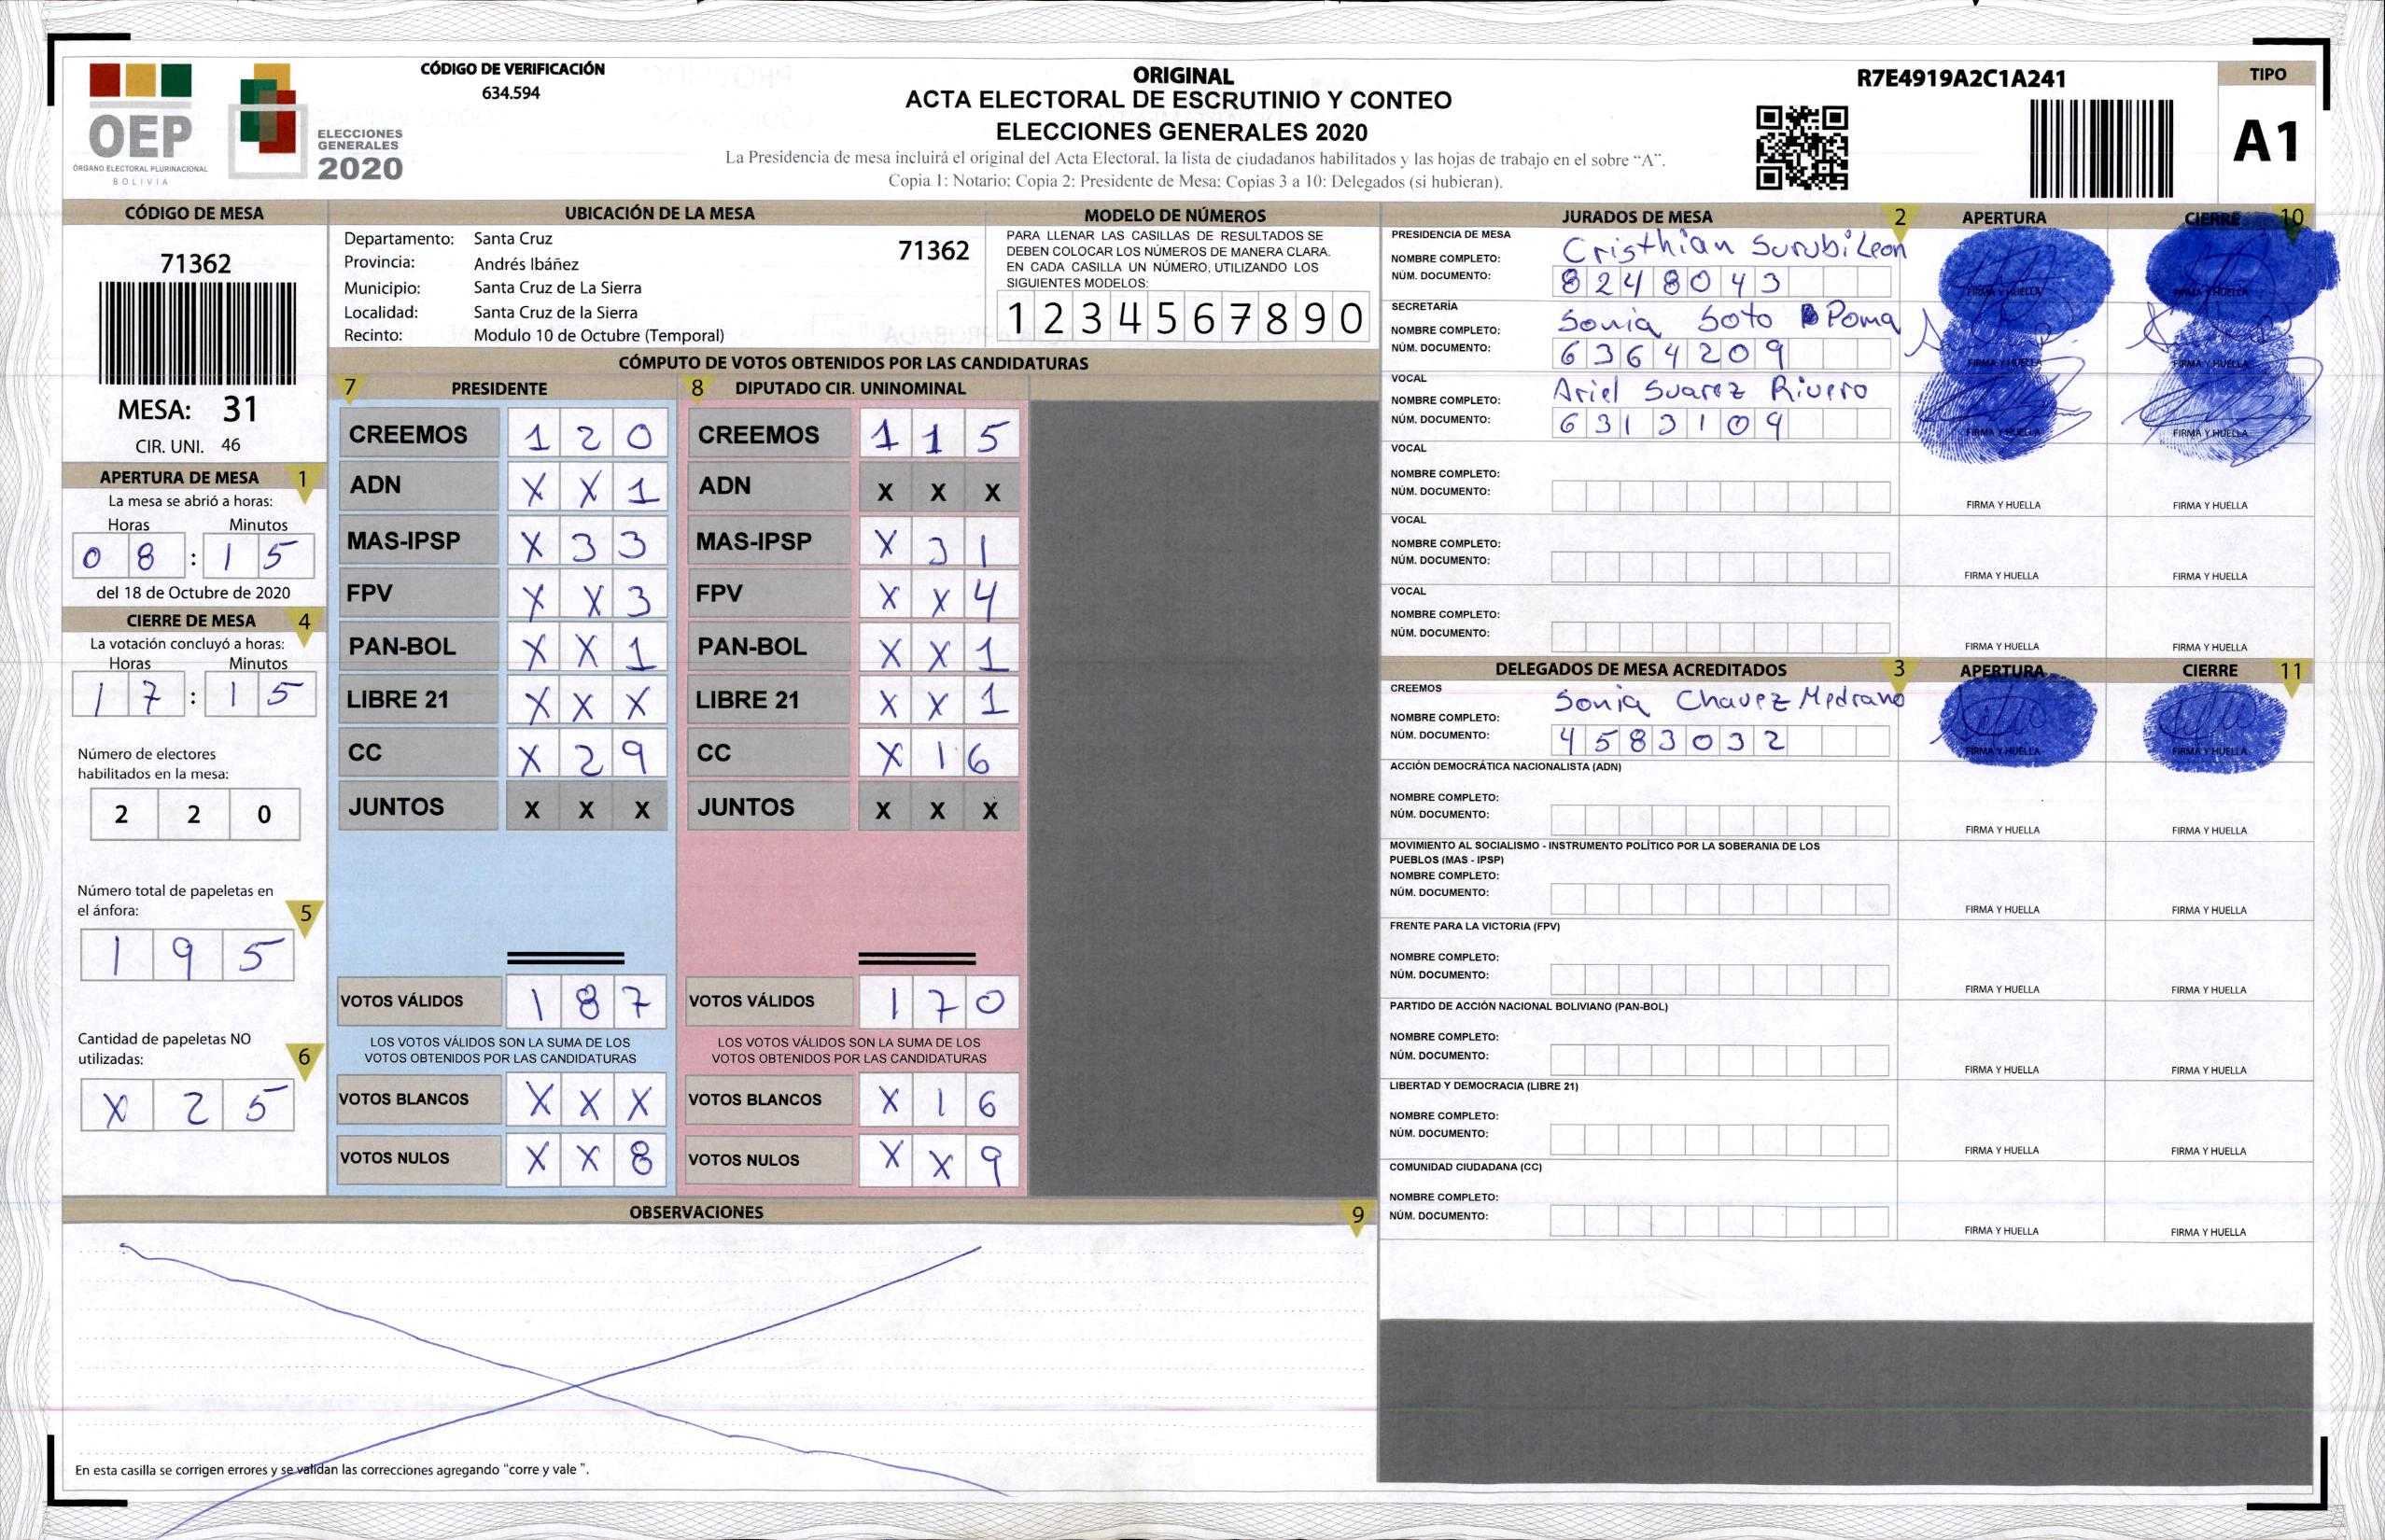 CÓDIGO DE VERIFICACIÓN
634.594
OEP
ÓRGANO ELECTORAL PLURINACIONAL
BOLIVIA
ELECCIONES
GENERALES
2020
ORIGINAL
ACTA ELECTORAL DE ESCRUTINIO Y CONTEO
ELECCIONES GENERALES 2020
La Presidencia de mesa incluirá el original del Acta Electoral, la lista de ciudadanos habilitados y las hojas de trabajo en el sobre “A”.
Copia 1: Notario; Copia 2: Presidente de Mesa; Copias 3 a 10: Delegados (si hubieran).
R7E4919A2C1A241
TIPO
A1
CÓDIGO DE MESA
71362
MESA: 31
CIR. UNI. 46
APERTURA DE MESA 1
La mesa se abrió a horas:
Horas Minutos
0 8 : 1 5
del 18 de Octubre de 2020
CIERRE DE MESA 4
La votación concluyó a horas:
Horas Minutos
1 7 : 1 5
Número de electores
habilitados en la mesa:
2 2 0
Número total de papeletas en
el ánfora: 5
1 9 5
Cantidad de papeletas NO
utilizadas: 6
X 2 5
UBICACIÓN DE LA MESA
Departamento: Santa Cruz 71362
Provincia: Andrés Ibáñez
Municipio: Santa Cruz de La Sierra
Localidad: Santa Cruz de la Sierra
Recinto: Modulo 10 de Octubre (Temporal)
MODELO DE NÚMEROS
PARA LLENAR LAS CASILLAS DE RESULTADOS SE
DEBEN COLOCAR LOS NÚMEROS DE MANERA CLARA.
EN CADA CASILLA UN NÚMERO, UTILIZANDO LOS
SIGUIENTES MODELOS:
1 2 3 4 5 6 7 8 9 0
CÓMPUTO DE VOTOS OBTENIDOS POR LAS CANDIDATURAS
7 PRESIDENTE 8 DIPUTADO CIR. UNINOMINAL
CREEMOS 1 2 0 CREEMOS 1 1 5
ADN X X 1 ADN X X X
MAS-IPSP X 3 3 MAS-IPSP X 3 1
FPV X X 3 FPV X X 4
PAN-BOL X X 1 PAN-BOL X X 1
LIBRE 21 X X X LIBRE 21 X X 1
CC X 2 9 CC X 1 6
JUNTOS X X X JUNTOS X X X
VOTOS VÁLIDOS 1 8 7 VOTOS VÁLIDOS 1 7 0
LOS VOTOS VÁLIDOS SON LA SUMA DE LOS LOS VOTOS VÁLIDOS SON LA SUMA DE LOS
VOTOS OBTENIDOS POR LAS CANDIDATURAS VOTOS OBTENIDOS POR LAS CANDIDATURAS
VOTOS BLANCOS X X X VOTOS BLANCOS X 1 6
VOTOS NULOS X X 8 VOTOS NULOS X X 9
OBSERVACIONES 9
En esta casilla se corrigen errores y se validan las correcciones agregando “corre y vale ”.
JURADOS DE MESA 2 APERTURA CIERRE 10
PRESIDENCIA DE MESA
NOMBRE COMPLETO: Cristhian Surubi Leon
NÚM. DOCUMENTO: 8 2 4 8 0 4 3 FIRMA Y HUELLA FIRMA Y HUELLA
SECRETARÍA
NOMBRE COMPLETO: Sonia Soto Poma
NÚM. DOCUMENTO: 6 3 6 4 2 0 9 FIRMA Y HUELLA FIRMA Y HUELLA
VOCAL
NOMBRE COMPLETO: Ariel Suarez Rivero
NÚM. DOCUMENTO: 6 3 1 3 1 0 9 FIRMA Y HUELLA FIRMA Y HUELLA
VOCAL
NOMBRE COMPLETO:
NÚM. DOCUMENTO: FIRMA Y HUELLA FIRMA Y HUELLA
VOCAL
NOMBRE COMPLETO:
NÚM. DOCUMENTO: FIRMA Y HUELLA FIRMA Y HUELLA
VOCAL
NOMBRE COMPLETO:
NÚM. DOCUMENTO: FIRMA Y HUELLA FIRMA Y HUELLA
DELEGADOS DE MESA ACREDITADOS 3 APERTURA CIERRE 11
CREEMOS
NOMBRE COMPLETO: Sonia Chavez Medrano
NÚM. DOCUMENTO: 4 5 8 3 0 3 2 FIRMA Y HUELLA FIRMA Y HUELLA
ACCIÓN DEMOCRÁTICA NACIONALISTA (ADN)
NOMBRE COMPLETO:
NÚM. DOCUMENTO: FIRMA Y HUELLA FIRMA Y HUELLA
MOVIMIENTO AL SOCIALISMO - INSTRUMENTO POLÍTICO POR LA SOBERANIA DE LOS
PUEBLOS (MAS - IPSP)
NOMBRE COMPLETO:
NÚM. DOCUMENTO: FIRMA Y HUELLA FIRMA Y HUELLA
FRENTE PARA LA VICTORIA (FPV)
NOMBRE COMPLETO:
NÚM. DOCUMENTO: FIRMA Y HUELLA FIRMA Y HUELLA
PARTIDO DE ACCIÓN NACIONAL BOLIVIANO (PAN-BOL)
NOMBRE COMPLETO:
NÚM. DOCUMENTO: FIRMA Y HUELLA FIRMA Y HUELLA
LIBERTAD Y DEMOCRACIA (LIBRE 21)
NOMBRE COMPLETO:
NÚM. DOCUMENTO: FIRMA Y HUELLA FIRMA Y HUELLA
COMUNIDAD CIUDADANA (CC)
NOMBRE COMPLETO:
NÚM. DOCUMENTO: FIRMA Y HUELLA FIRMA Y HUELLA